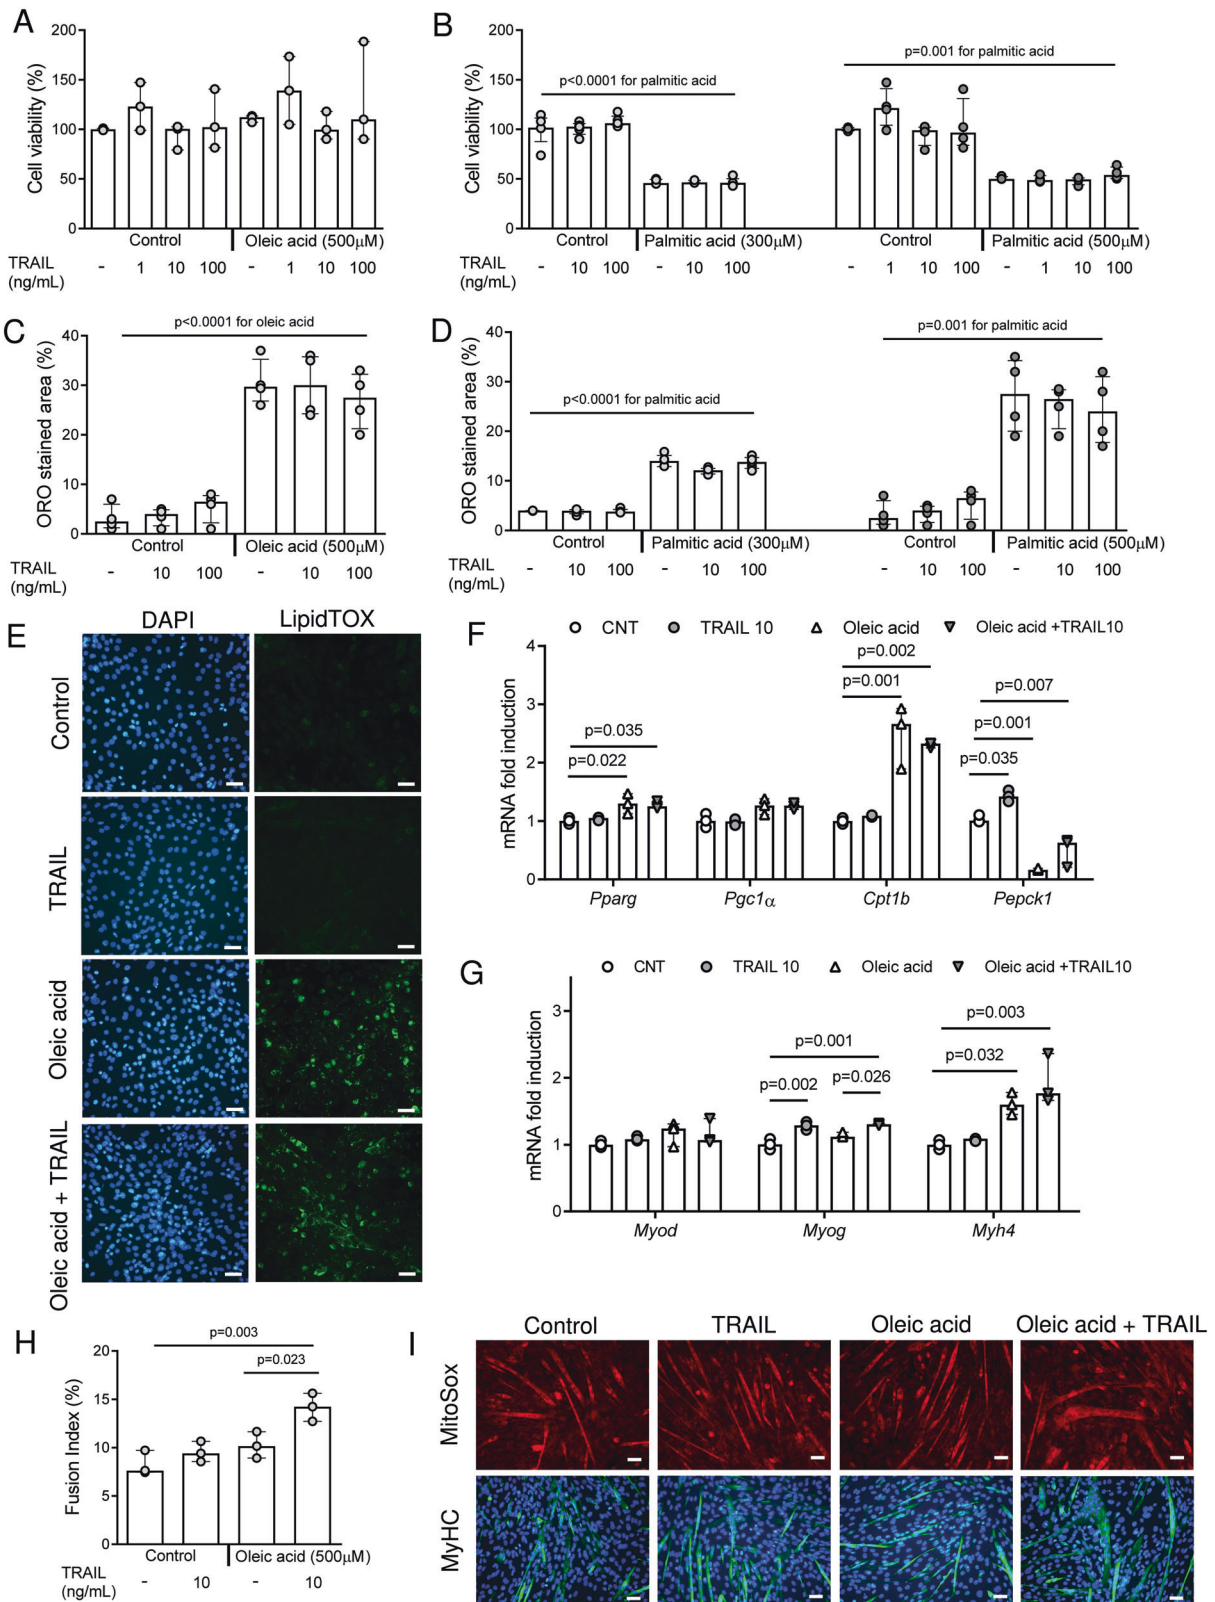 A
Cell viability (%)
200
150
100
50
0
Control
Oleic acid (500µM)
TRAIL
(ng/mL)
- 1 10 100 - 1 10 100
B
Cell viability (%)
200
150
100
50
0
p<0.0001 for palmitic acid
p=0.001 for palmitic acid
Control
Palmitic acid (300µM)
Control
Palmitic acid (500µM)
TRAIL
(ng/mL)
- 10 100 - 10 100 - 1 10 100 - 1 10 100
C
ORO stained area (%)
40
30
20
10
0
p<0.0001 for oleic acid
Control
Oleic acid (500µM)
TRAIL
(ng/mL)
- 10 100 - 10 100
D
ORO stained area (%)
40
30
20
10
0
p<0.0001 for palmitic acid
p=0.001 for palmitic acid
Control
Palmitic acid (300µM)
Control
Palmitic acid (500µM)
TRAIL
(ng/mL)
- 10 100 - 10 100 - 10 100 - 10 100
E
DAPI
LipidTOX
Control
TRAIL
Oleic acid
Oleic acid + TRAIL
F
CNT
TRAIL 10
Oleic acid
Oleic acid +TRAIL10
mRNA fold induction
4
3
2
1
0
p=0.035
p=0.022
p=0.002
p=0.001
p=0.007
p=0.001
p=0.035
Pparg
Pgc1α
Cpt1b
Pepck1
G
CNT
TRAIL 10
Oleic acid
Oleic acid +TRAIL10
mRNA fold induction
3
2
1
0
p=0.001
p=0.002
p=0.026
p=0.003
p=0.032
Myod
Myog
Myh4
H
Fusion Index (%)
20
15
10
5
0
p=0.003
p=0.023
Control
Oleic acid (500µM)
TRAIL
(ng/mL)
- 10 - 10
I
Control
TRAIL
Oleic acid
Oleic acid + TRAIL
MitoSox
MyHC